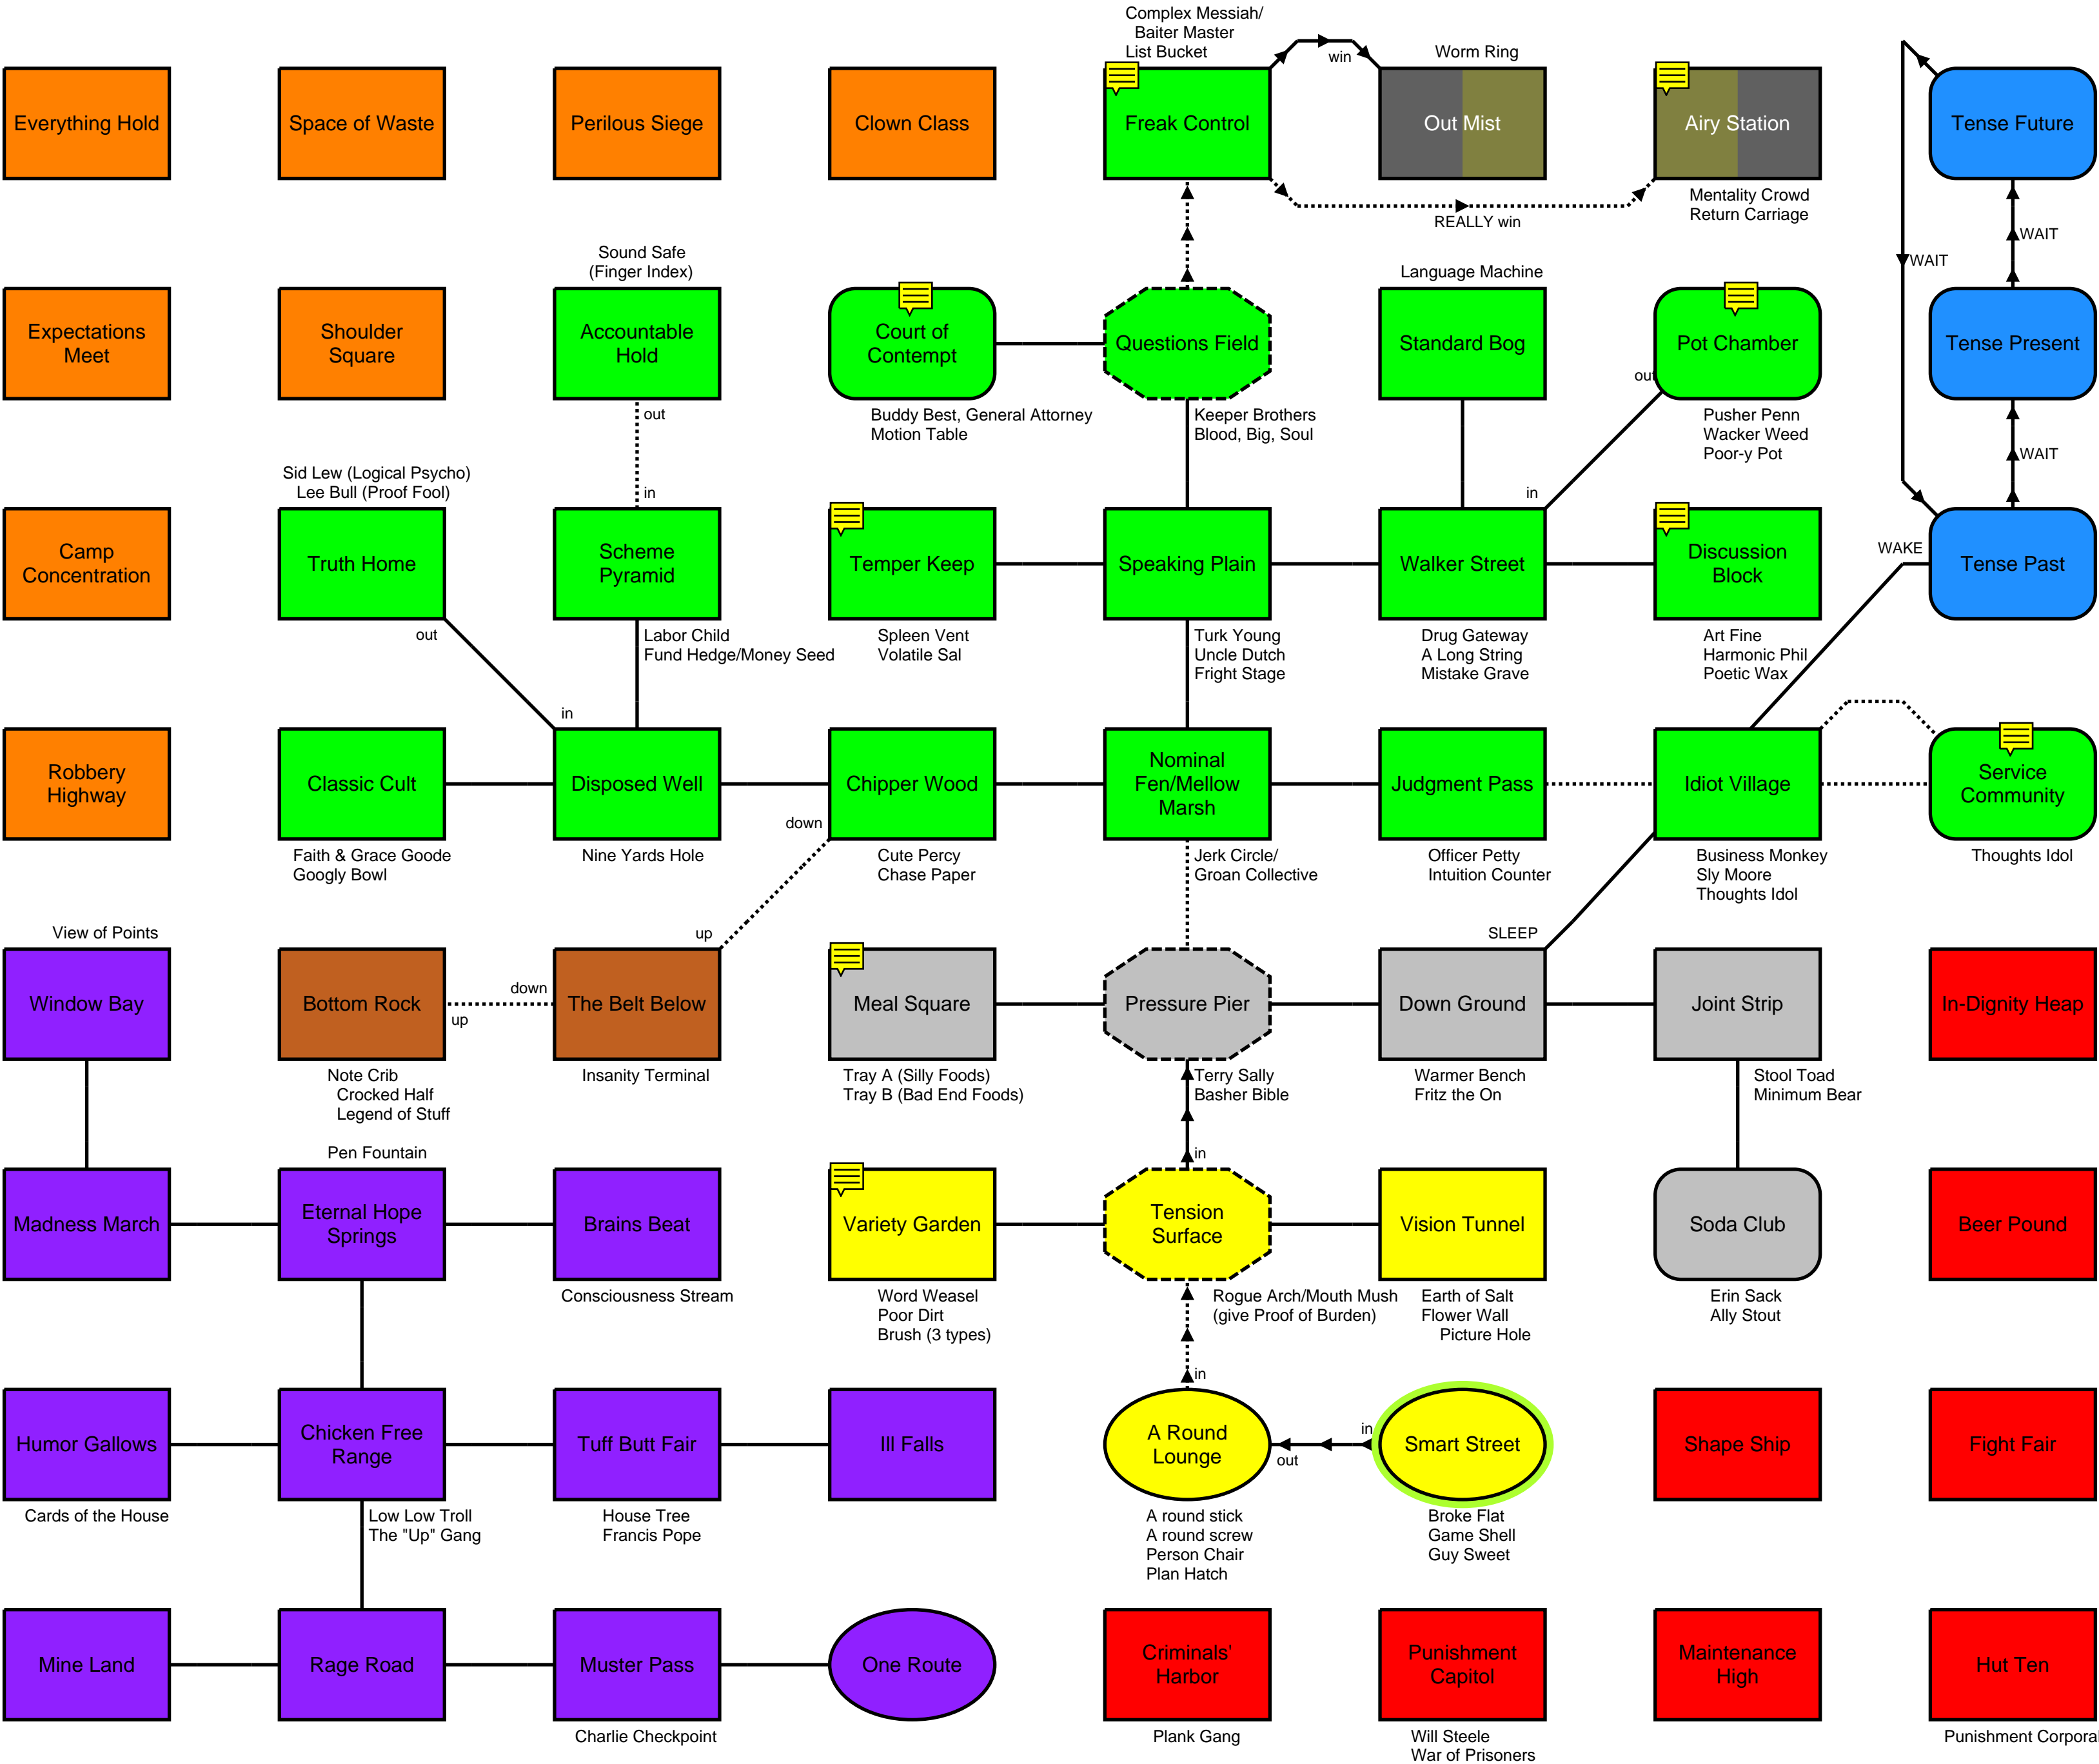 Complex Messiah/
Baiter Master
List Bucket
win
Worm Ring
Everything Hold
Space of Waste
Perilous Siege
Clown Class
Freak Control
Out Mist
Airy Station
Tense Future
Mentality Crowd
Return Carriage
REALLY win
WAIT
WAIT
Sound Safe
(Finger Index)
Language Machine
Expectations
Meet
Shoulder
Square
Accountable
Hold
Court of
Contempt
Questions Field
Standard Bog
Pot Chamber
Tense Present
out
out
Buddy Best, General Attorney
Motion Table
Keeper Brothers
Blood, Big, Soul
Pusher Penn
Wacker Weed
Poor-y Pot
WAIT
Sid Lew (Logical Psycho)
Lee Bull (Proof Fool)
in
in
Camp
Concentration
Truth Home
Scheme
Pyramid
Temper Keep
Speaking Plain
Walker Street
Discussion
Block
WAKE
Tense Past
out
Labor Child
Fund Hedge/Money Seed
Spleen Vent
Volatile Sal
Turk Young
Uncle Dutch
Fright Stage
Drug Gateway
A Long String
Mistake Grave
Art Fine
Harmonic Phil
Poetic Wax
in
Robbery
Highway
Classic Cult
Disposed Well
Chipper Wood
Nominal
Fen/Mellow
Marsh
Judgment Pass
Idiot Village
Service
Community
down
Faith & Grace Goode
Googly Bowl
Nine Yards Hole
Cute Percy
Chase Paper
Jerk Circle/
Groan Collective
Officer Petty
Intuition Counter
Business Monkey
Sly Moore
Thoughts Idol
Thoughts Idol
View of Points
up
SLEEP
Window Bay
Bottom Rock
down
up
The Belt Below
Meal Square
Pressure Pier
Down Ground
Joint Strip
In-Dignity Heap
Note Crib
Crocked Half
Legend of Stuff
Insanity Terminal
Tray A (Silly Foods)
Tray B (Bad End Foods)
Terry Sally
Basher Bible
Warmer Bench
Fritz the On
Stool Toad
Minimum Bear
Pen Fountain
in
Madness March
Eternal Hope
Springs
Brains Beat
Variety Garden
Tension
Surface
Vision Tunnel
Soda Club
Beer Pound
Consciousness Stream
Word Weasel
Poor Dirt
Brush (3 types)
Rogue Arch/Mouth Mush
(give Proof of Burden)
Earth of Salt
Flower Wall
Picture Hole
Erin Sack
Ally Stout
in
Humor Gallows
Chicken Free
Range
Tuff Butt Fair
Ill Falls
A Round
Lounge
in
out
Smart Street
Shape Ship
Fight Fair
Cards of the House
Low Low Troll
The "Up" Gang
House Tree
Francis Pope
A round stick
A round screw
Person Chair
Plan Hatch
Broke Flat
Game Shell
Guy Sweet
Mine Land
Rage Road
Muster Pass
One Route
Criminals'
Harbor
Punishment
Capitol
Maintenance
High
Hut Ten
Charlie Checkpoint
Plank Gang
Will Steele
War of Prisoners
Punishment Corpora